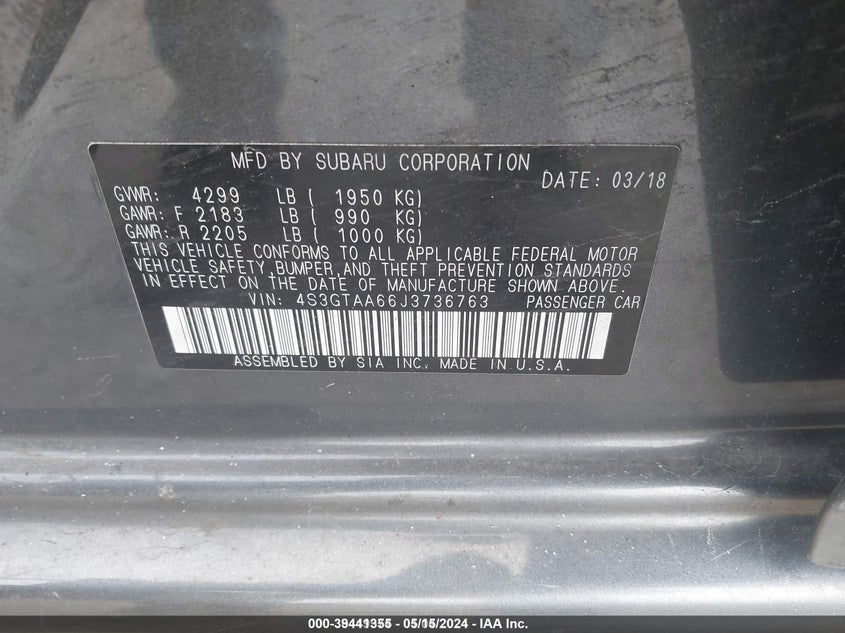 MFD BY SUBARU CORPORATION
DATE: 03/18
GVWR: 4299 LB ( 1950 KG)
GAWR: F 2183 LB ( 990 KG)
GAWR: R 2205 LB ( 1000 KG)
THIS VEHICLE CONFORMS TO ALL APPLICABLE FEDERAL MOTOR
VEHICLE SAFETY, BUMPER, AND THEFT PREVENTION STANDARDS
IN EFFECT ON THE DATE OF MANUFACTURE SHOWN ABOVE.
VIN: 4S3GTAA66J3736763 PASSENGER CAR
ASSEMBLED BY SIA INC. MADE IN U.S.A.
000-39441355 - 05/15/2024 - IAA Inc.